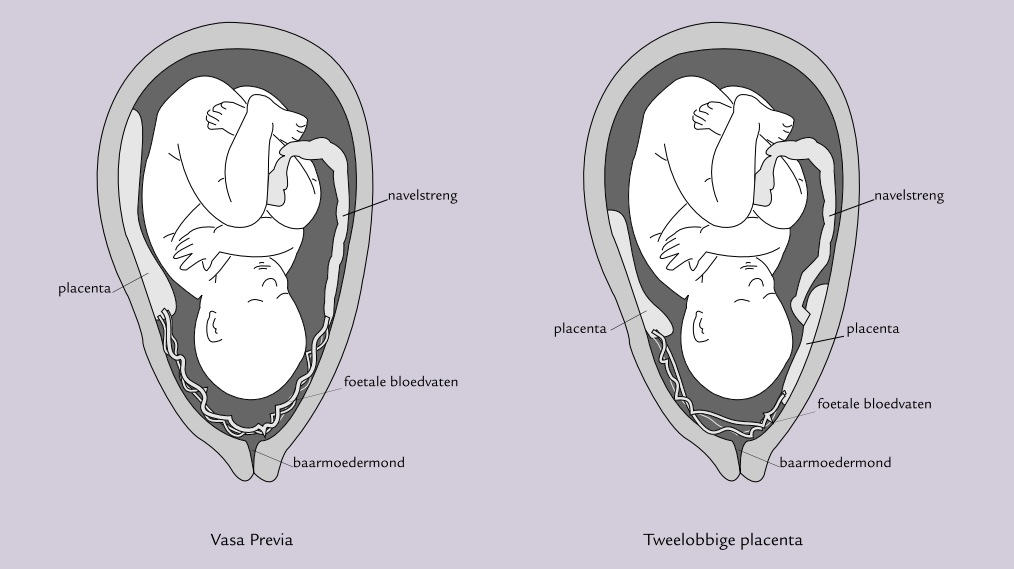 navelstreng
placenta
foetale bloedvaten
baarmoedermond
Vasa Previa
navelstreng
placenta
placenta
foetale bloedvaten
baarmoedermond
Tweelobbige placenta